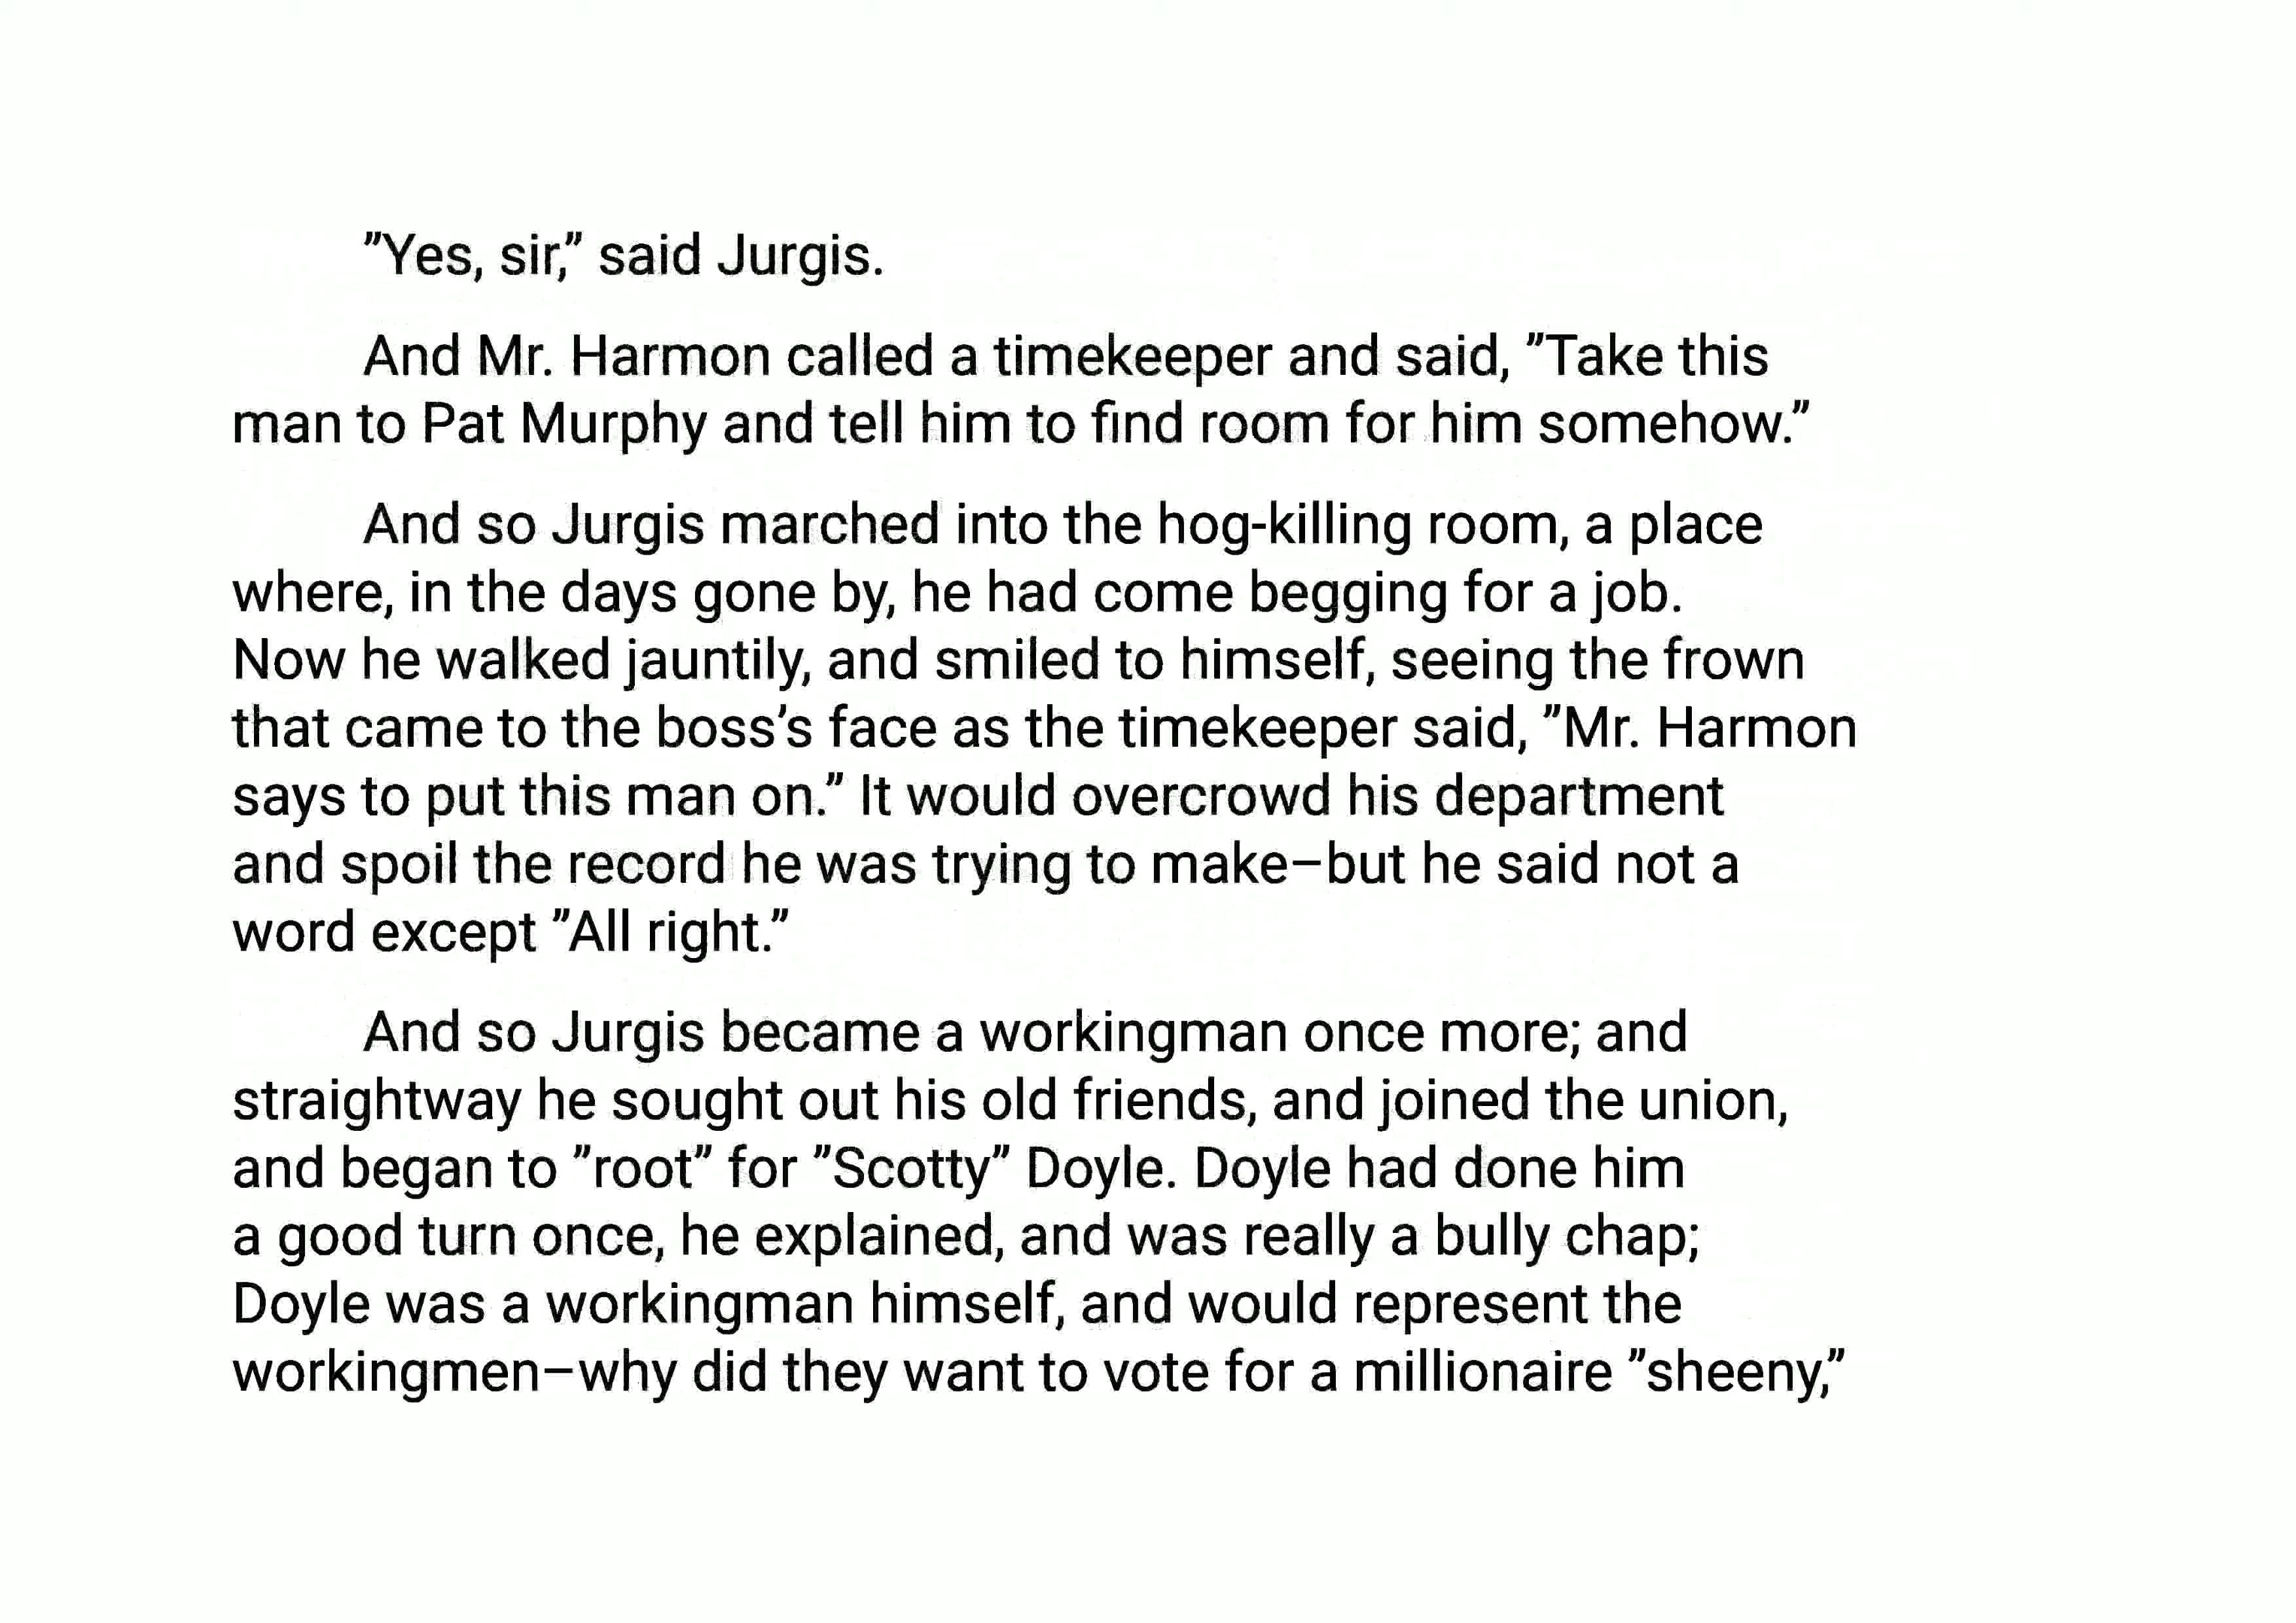 ”Yes, sir,” said Jurgis.
And Mr. Harmon called a timekeeper and said, ”Take this
man to Pat Murphy and tell him to find room for him somehow.”
And so Jurgis marched into the hog-killing room, a place
where, in the days gone by, he had come begging for a job.
Now he walked jauntily, and smiled to himself, seeing the frown
that came to the boss’s face as the timekeeper said, ”Mr. Harmon
says to put this man on.” It would overcrowd his department
and spoil the record he was trying to make–but he said not a
word except ”All right.”
And so Jurgis became a workingman once more; and
straightway he sought out his old friends, and joined the union,
and began to ”root” for ”Scotty” Doyle. Doyle had done him
a good turn once, he explained, and was really a bully chap;
Doyle was a workingman himself, and would represent the
workingmen–why did they want to vote for a millionaire ”sheeny,”